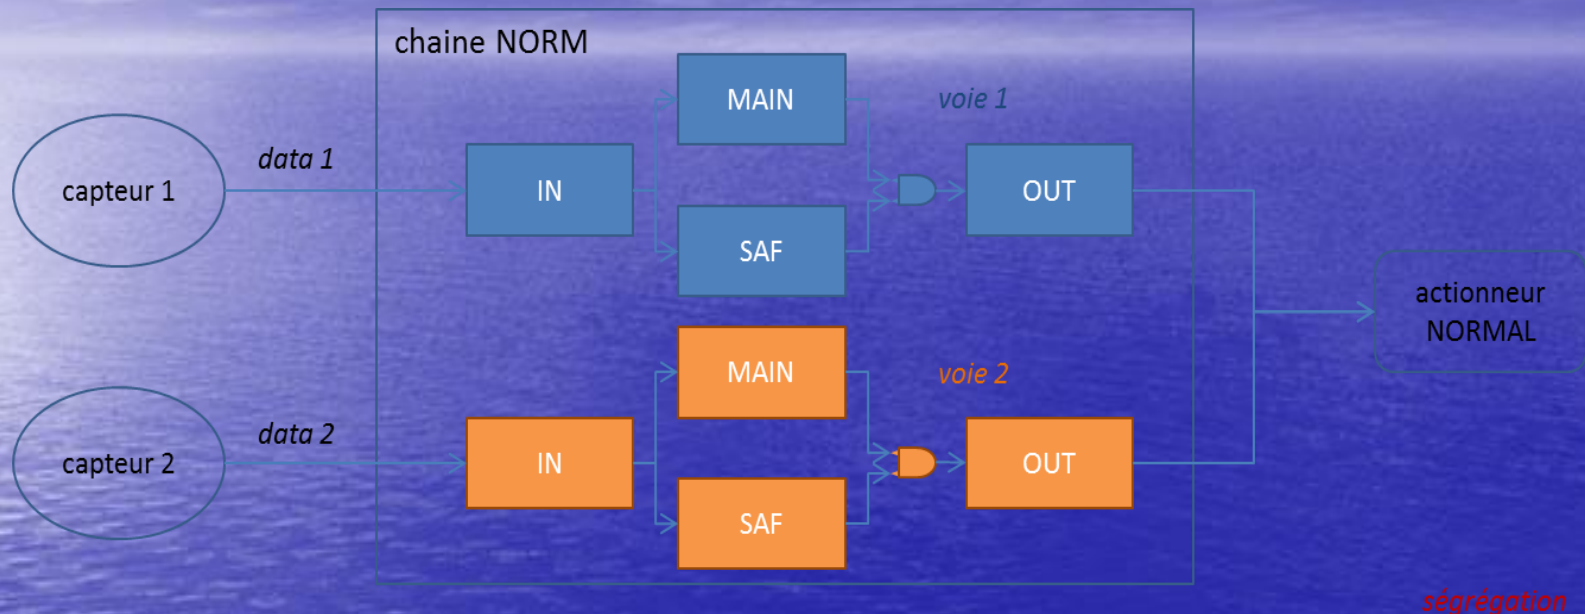 chaine NORM
MAIN
voie 1
capteur 1
data 1
IN
OUT
SAF
actionneur
NORMAL
MAIN
voie 2
capteur 2
data 2
IN
OUT
SAF
ségrégation